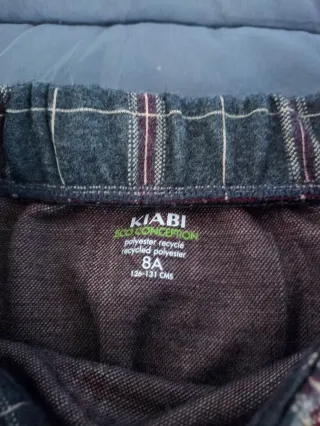 KIABI
ECO CONCEPTION
polyester recyclé
recycled polyester
8A
126-131 CMS